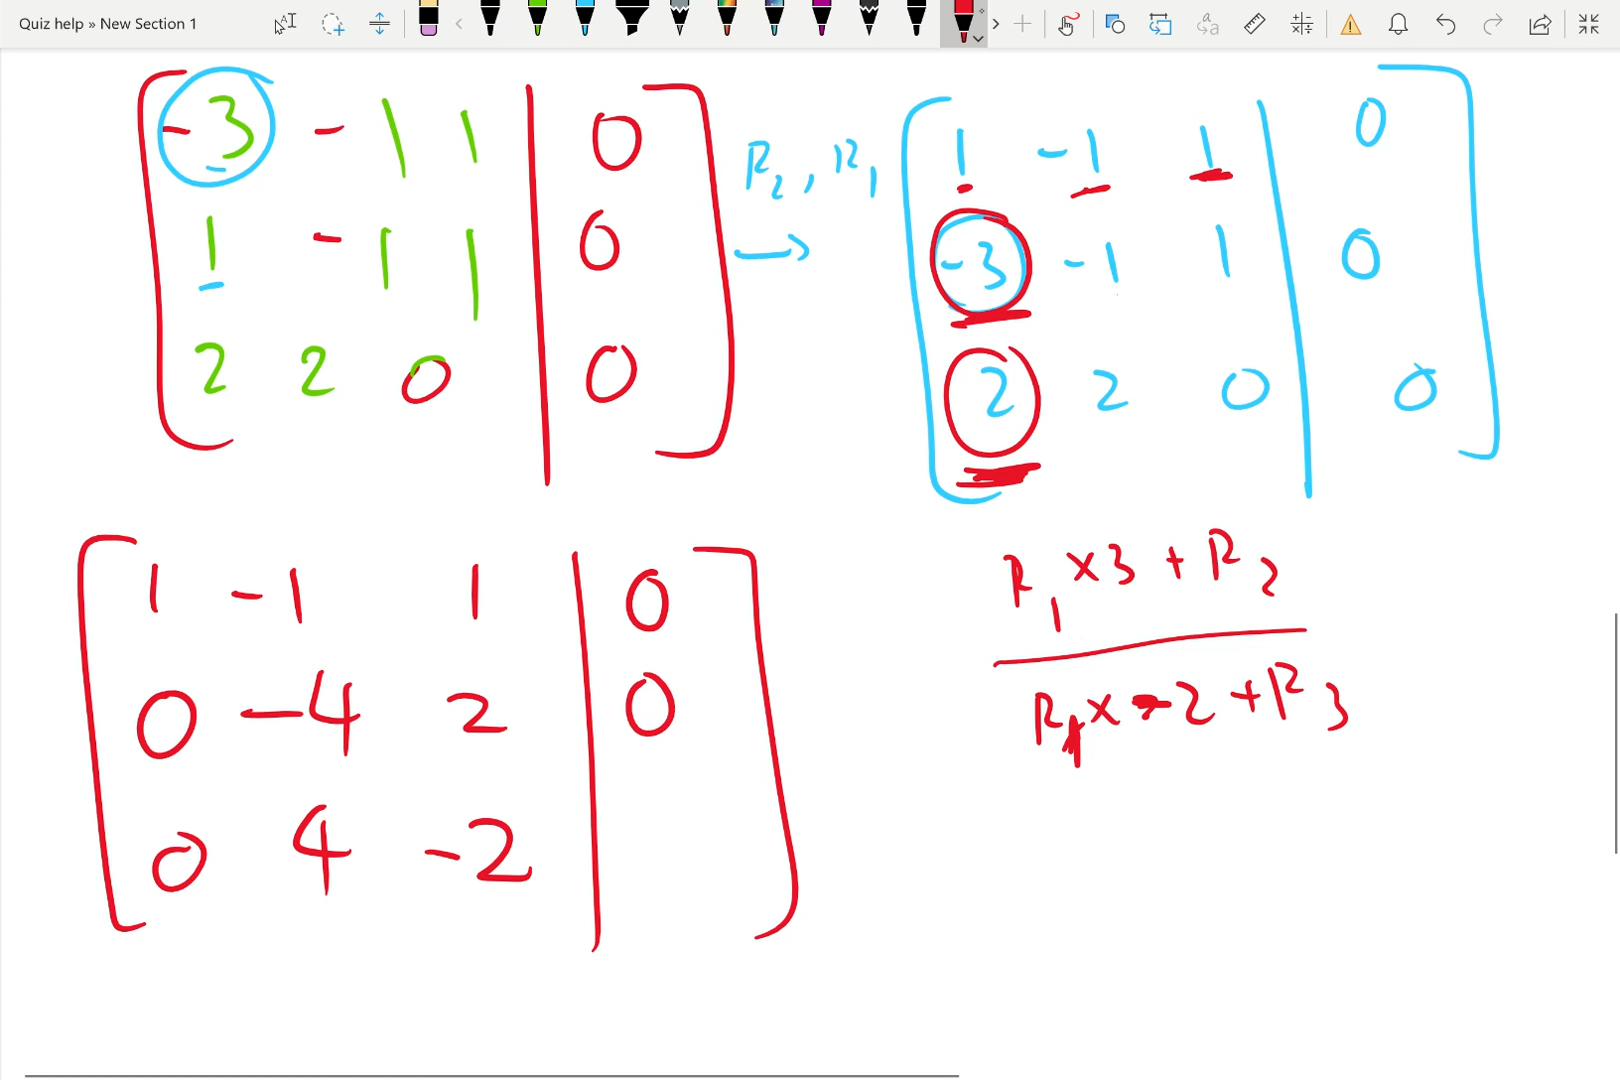 Quiz help » New Section 1
-3 -1 1 | 0
1 -1 1 | 0
2 2 0 | 0
R2, R1
→
1 -1 1 | 0
-3 -1 1 | 0
2 2 0 | 0
1 -1 1 | 0
0 -4 2 | 0
0 4 -2 |
R1 x3 + R2
R1 x -2 + R3